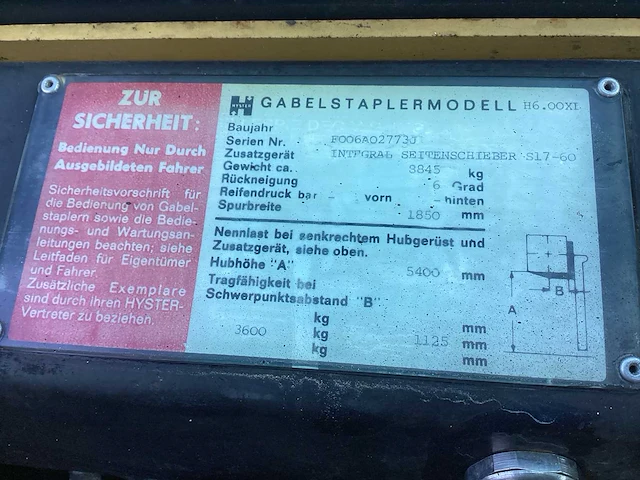 ZUR
SICHERHEIT:
Bedienung Nur Durch
Ausgebildeten Fahrer
Sicherheitsvorschrift für
die Bedienung von Gabel-
staplern sowie die Bedie-
nungs- und Wartungsan-
leitungen beachten; siehe
Leitfaden für Eigentümer
und Fahrer.
Zusätzliche Exemplare
sind durch ihren HYSTER-
Vertreter zu beziehen.
HYSTER GABELSTAPLERMODELL H6.00XL
Baujahr
Serien Nr. F006A02773J
Zusatzgerät INTEGRAL SEITENSCHIEBER S17-60
Gewicht ca. 9845 kg
Rückneigung 6 Grad
Reifendruck bar - vorn - hinten
Spurbreite 1850 mm
Nennlast bei senkrechtem Hubgerüst und
Zusatzgerät, siehe oben.
Hubhöhe "A" 5400 mm
Tragfähigkeit bei
Schwerpunktsabstand "B"
kg
3600 kg 1125 mm
kg mm
mm
A
B